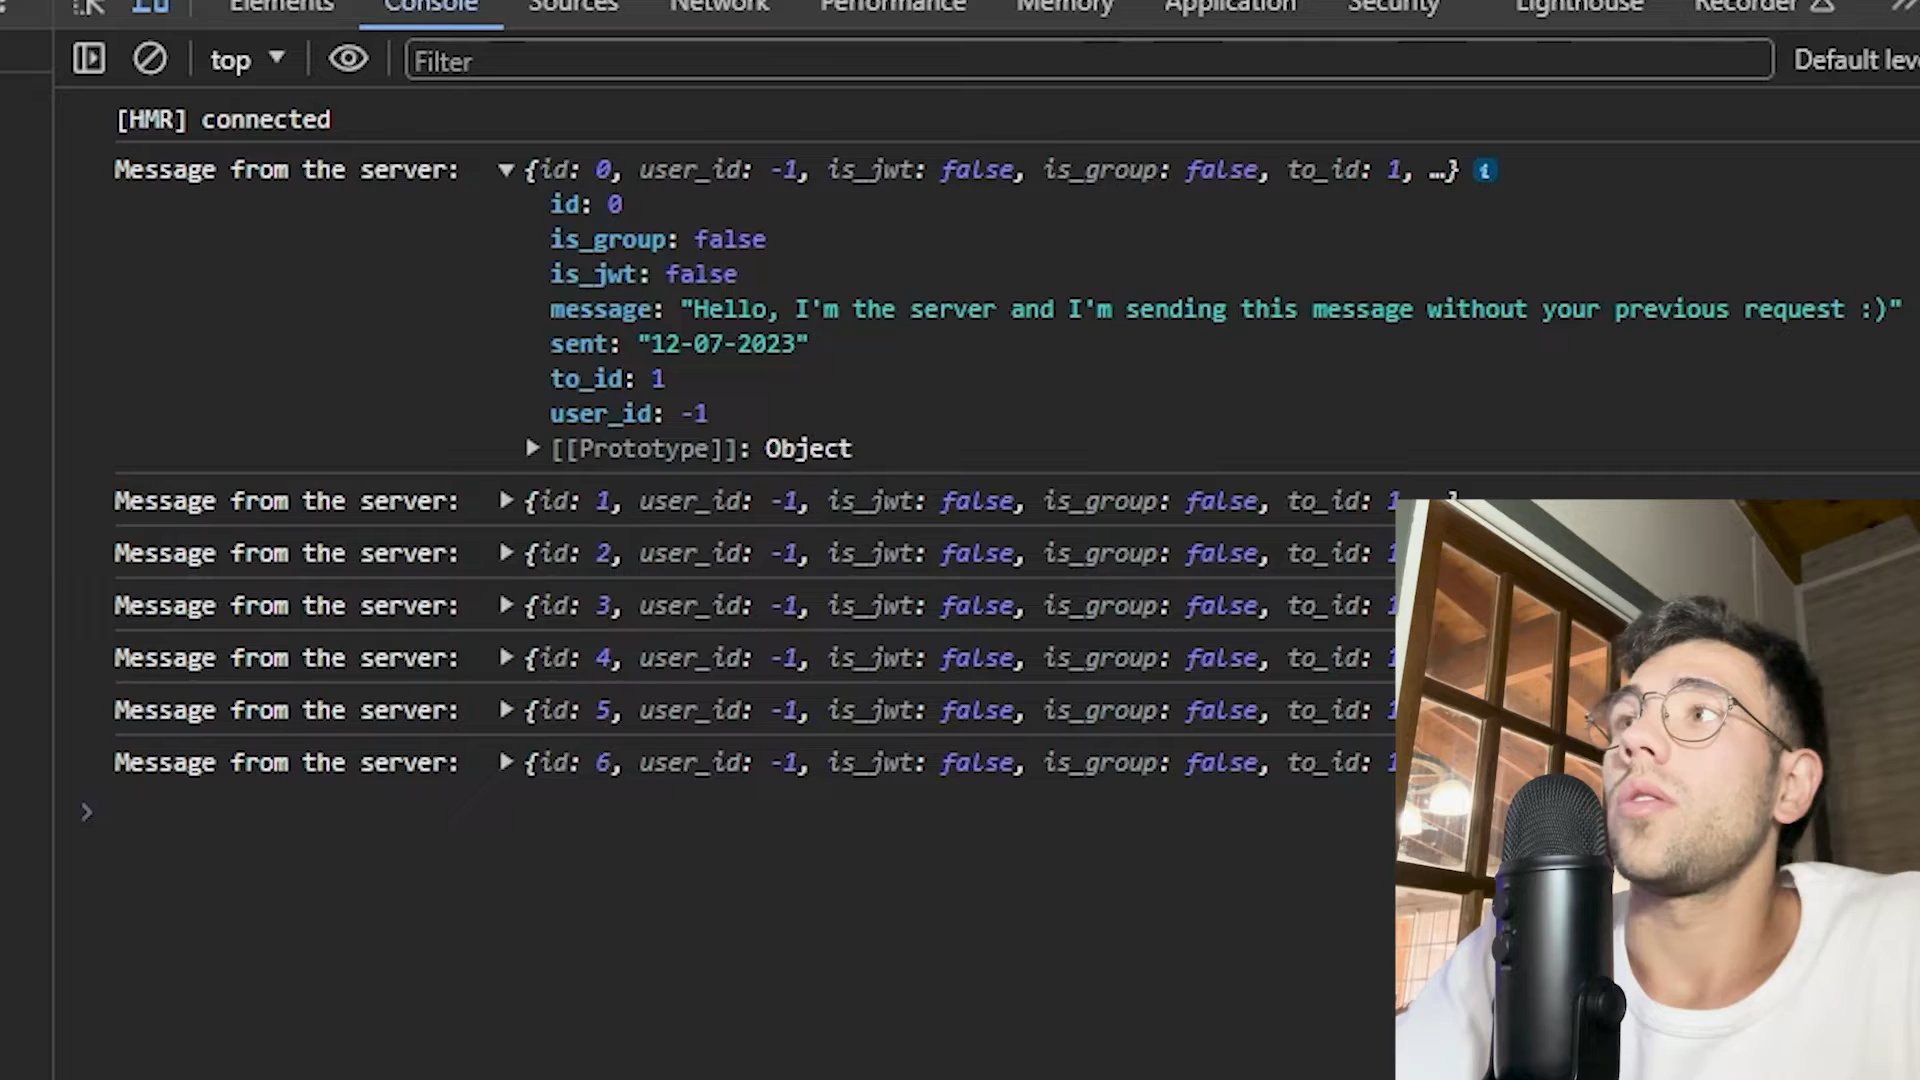 Elements Console Sources Network Performance Memory Application Security Lighthouse Recorder
top Filter Default
[HMR] connected
Message from the server: {id: 0, user_id: -1, is_jwt: false, is_group: false, to_id: 1, …} i
id: 0
is_group: false
is_jwt: false
message: "Hello, I'm the server and I'm sending this message without your previous request :)"
sent: "12-07-2023"
to_id: 1
user_id: -1
[[Prototype]]: Object
Message from the server: {id: 1, user_id: -1, is_jwt: false, is_group: false, to_id: 1
Message from the server: {id: 2, user_id: -1, is_jwt: false, is_group: false, to_id: 1
Message from the server: {id: 3, user_id: -1, is_jwt: false, is_group: false, to_id: 1
Message from the server: {id: 4, user_id: -1, is_jwt: false, is_group: false, to_id: 1
Message from the server: {id: 5, user_id: -1, is_jwt: false, is_group: false, to_id: 1
Message from the server: {id: 6, user_id: -1, is_jwt: false, is_group: false, to_id: 1